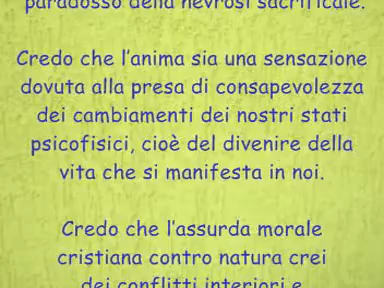 paradosso della nevrosi sacrificale.
Credo che l'anima sia una sensazione
dovuta alla presa di consapevolezza
dei cambiamenti dei nostri stati
psicofisici, cioè del divenire della
vita che si manifesta in noi.
Credo che l'assurda morale
cristiana contro natura crei
dei conflitti interiori e